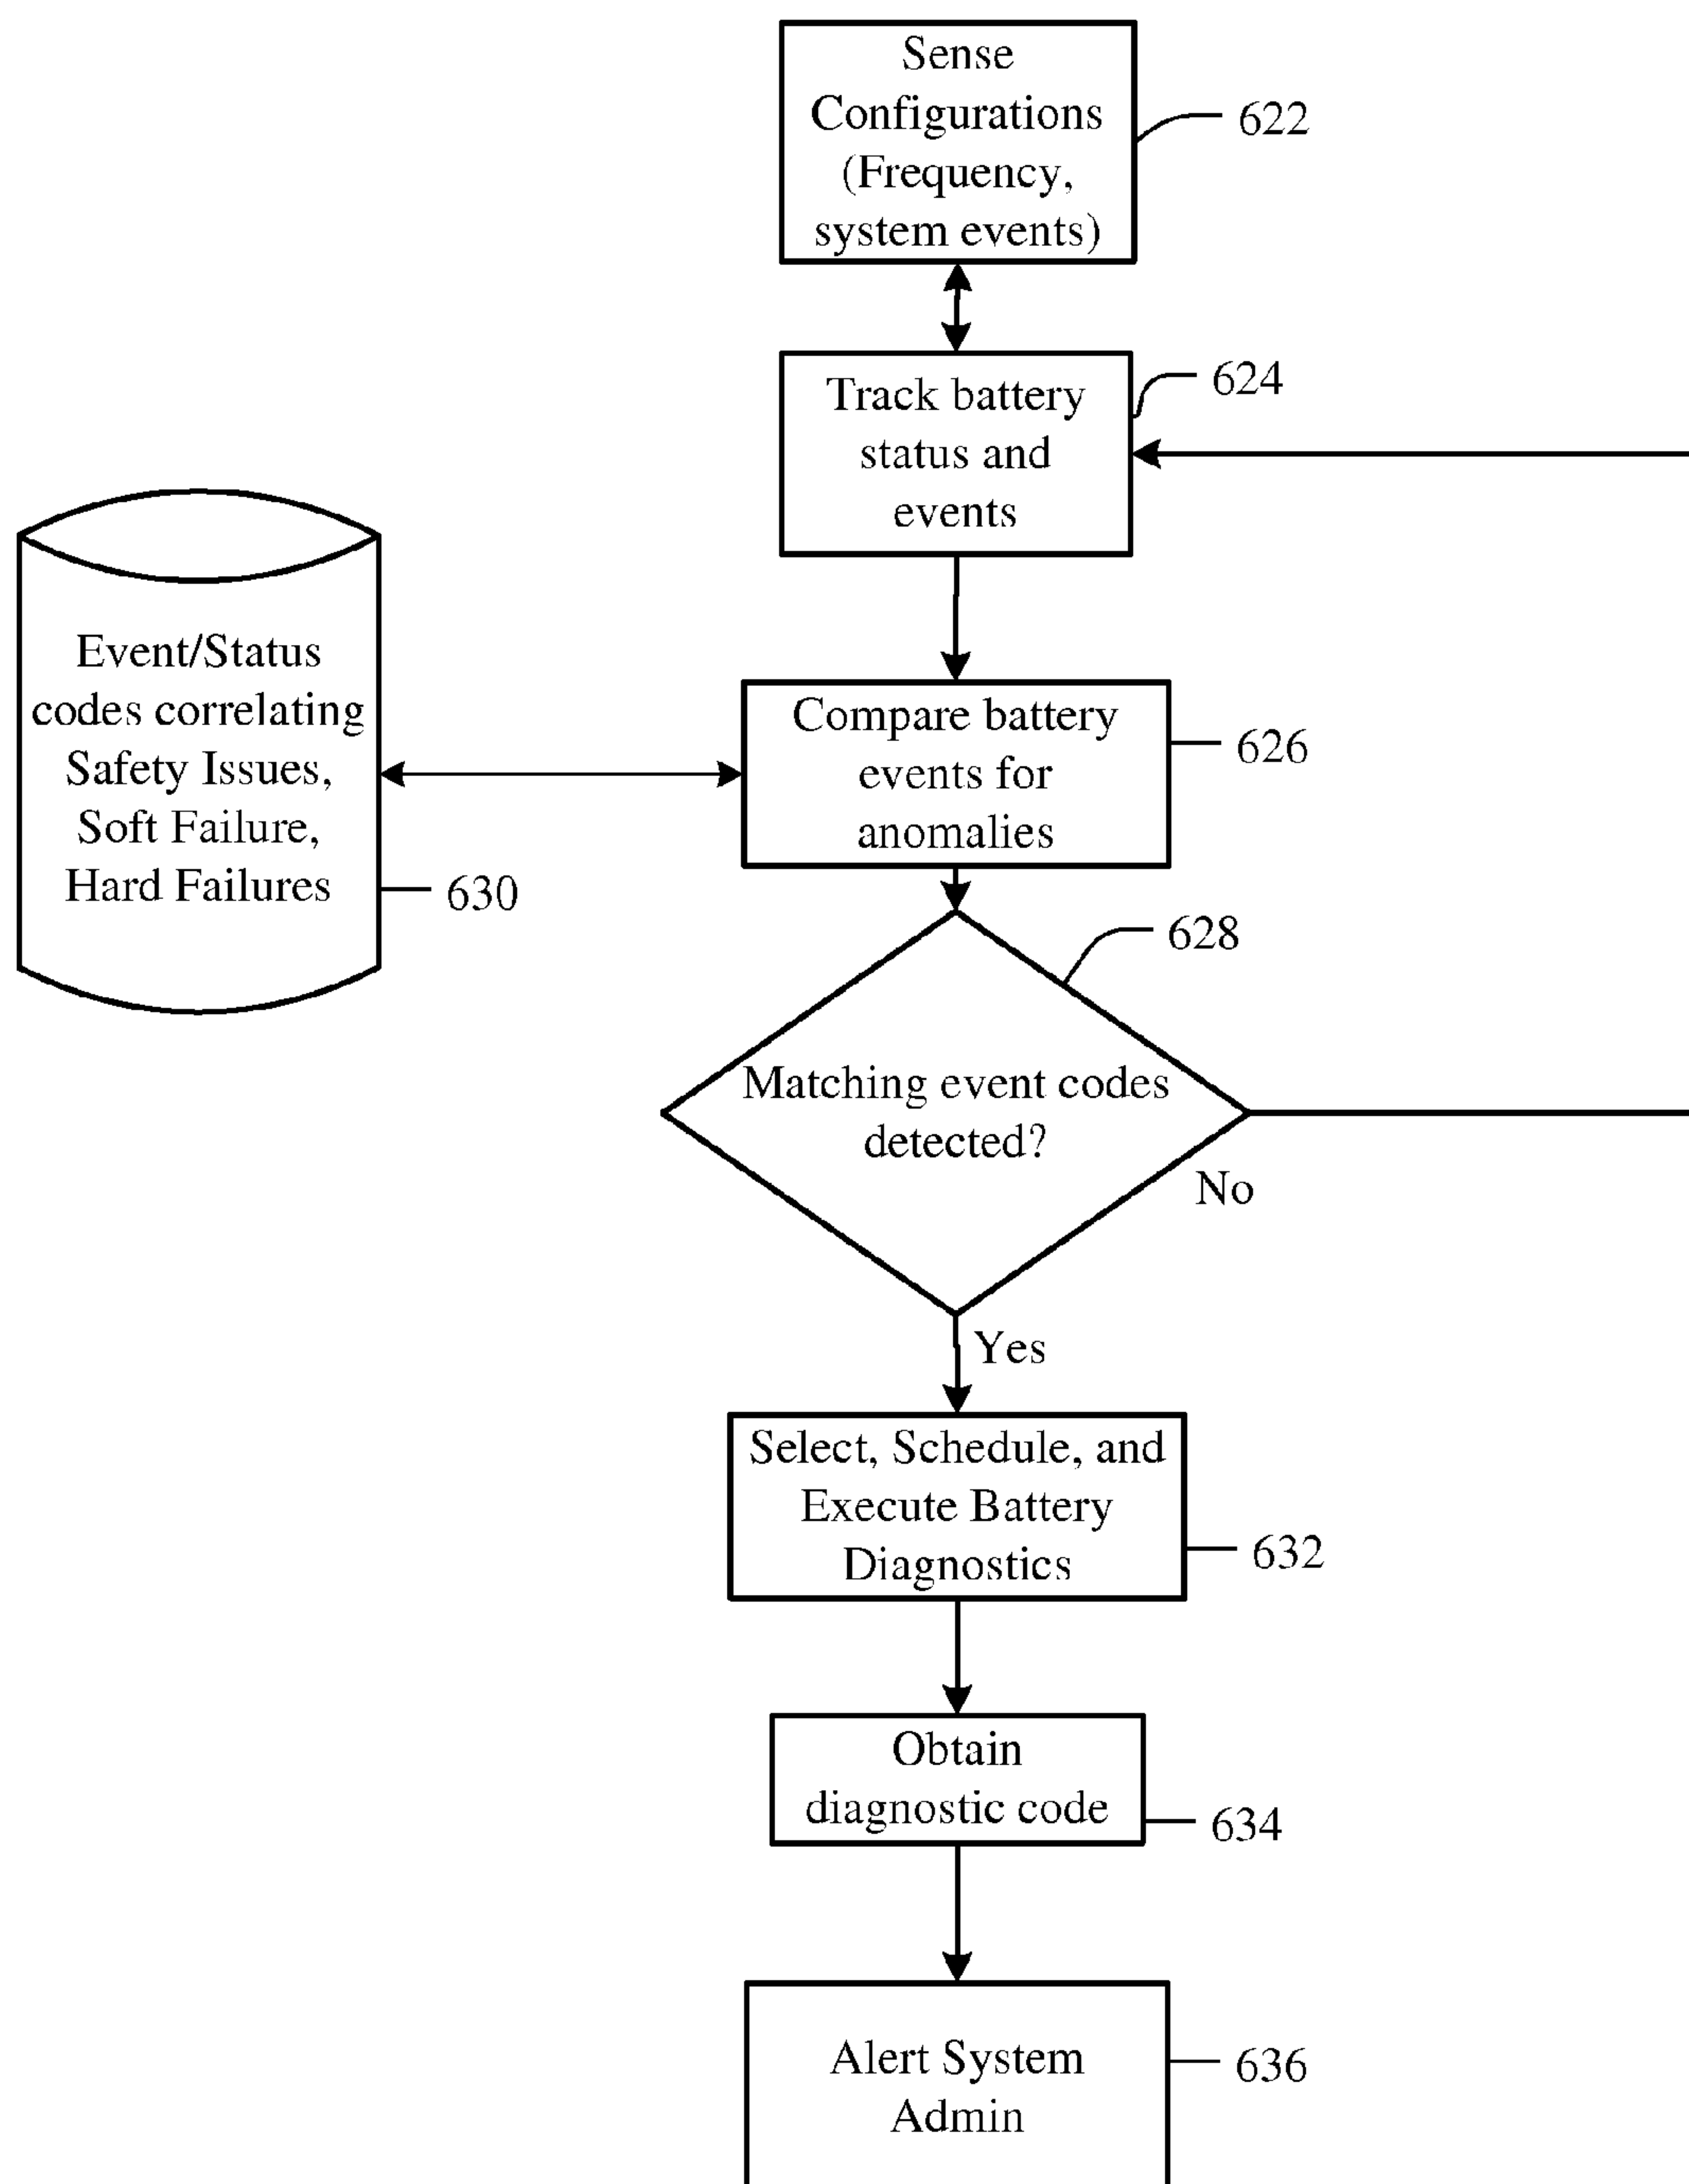 Sense
Configurations
(Frequency,
system events)
622
Track battery
status and
events
624
Event/Status
codes correlating
Safety Issues,
Soft Failure,
Hard Failures
630
Compare battery
events for
anomalies
626
628
Matching event codes
detected?
No
Yes
Select, Schedule, and
Execute Battery
Diagnostics
632
Obtain
diagnostic code
634
Alert System
Admin
636